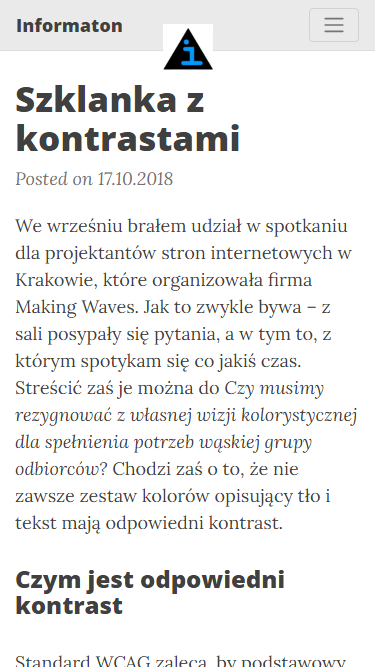 Informaton
i
Szklanka z
kontrastami
Posted on 17.10.2018
We wrześniu brałem udział w spotkaniu
dla projektantów stron internetowych w
Krakowie, które organizowała firma
Making Waves. Jak to zwykle bywa – z
sali posypały się pytania, a w tym to, z
którym spotykam się co jakiś czas.
Streścić zaś je można do Czy musimy
rezygnować z własnej wizji kolorystycznej
dla spełnienia potrzeb wąskiej grupy
odbiorców? Chodzi zaś o to, że nie
zawsze zestaw kolorów opisujący tło i
tekst mają odpowiedni kontrast.
Czym jest odpowiedni
kontrast
Standard WCAG zaleca, by podstawowy